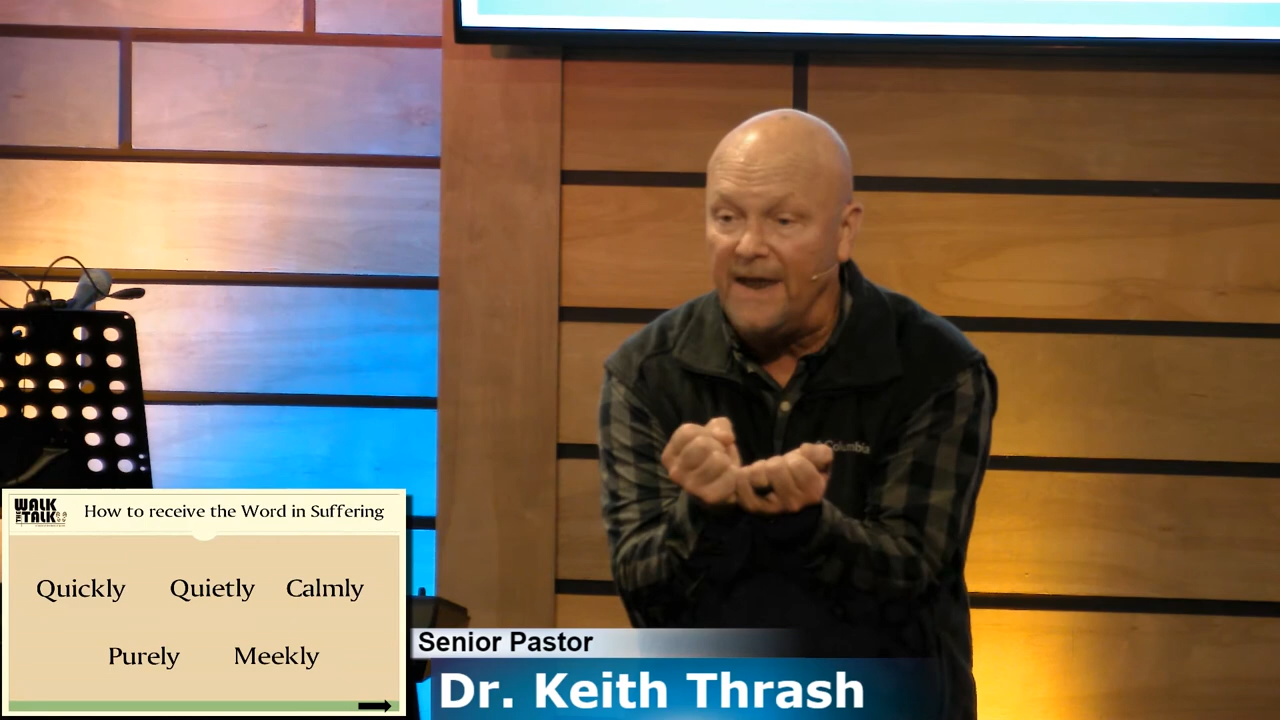 Columbia
WALK
THE TALK
How to receive the Word in Suffering
Quickly Quietly Calmly
Purely Meekly
Senior Pastor
Dr. Keith Thrash